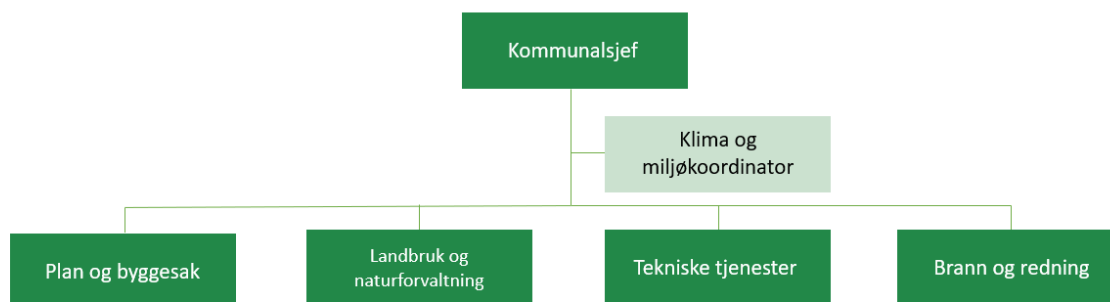 Kommunalsjef
Klima og
miljøkoordinator
Plan og byggesak
Landbruk og
naturforvaltning
Tekniske tjenester
Brann og redning